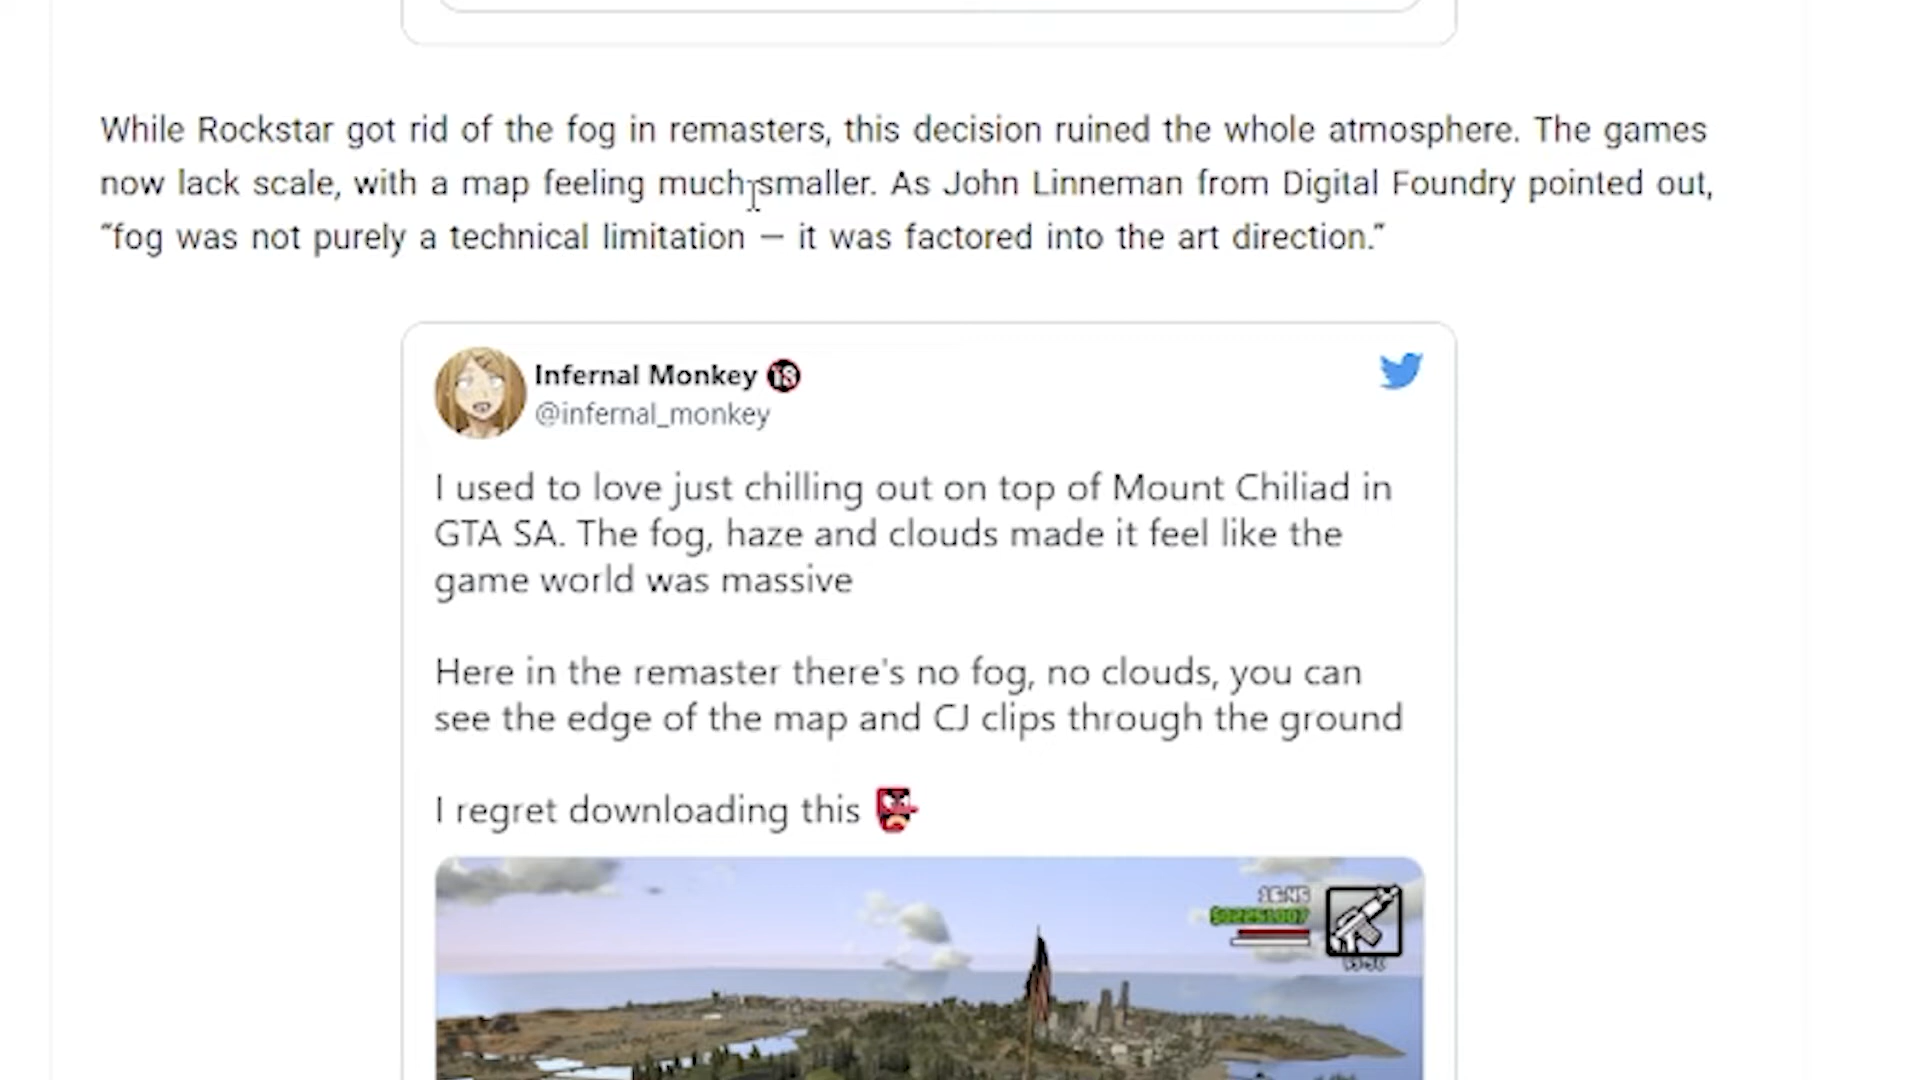 While Rockstar got rid of the fog in remasters, this decision ruined the whole atmosphere. The games
now lack scale, with a map feeling much smaller. As John Linneman from Digital Foundry pointed out,
“fog was not purely a technical limitation — it was factored into the art direction.”
Infernal Monkey 🔞
@infernal_monkey
I used to love just chilling out on top of Mount Chiliad in
GTA SA. The fog, haze and clouds made it feel like the
game world was massive
Here in the remaster there's no fog, no clouds, you can
see the edge of the map and CJ clips through the ground
I regret downloading this 👺